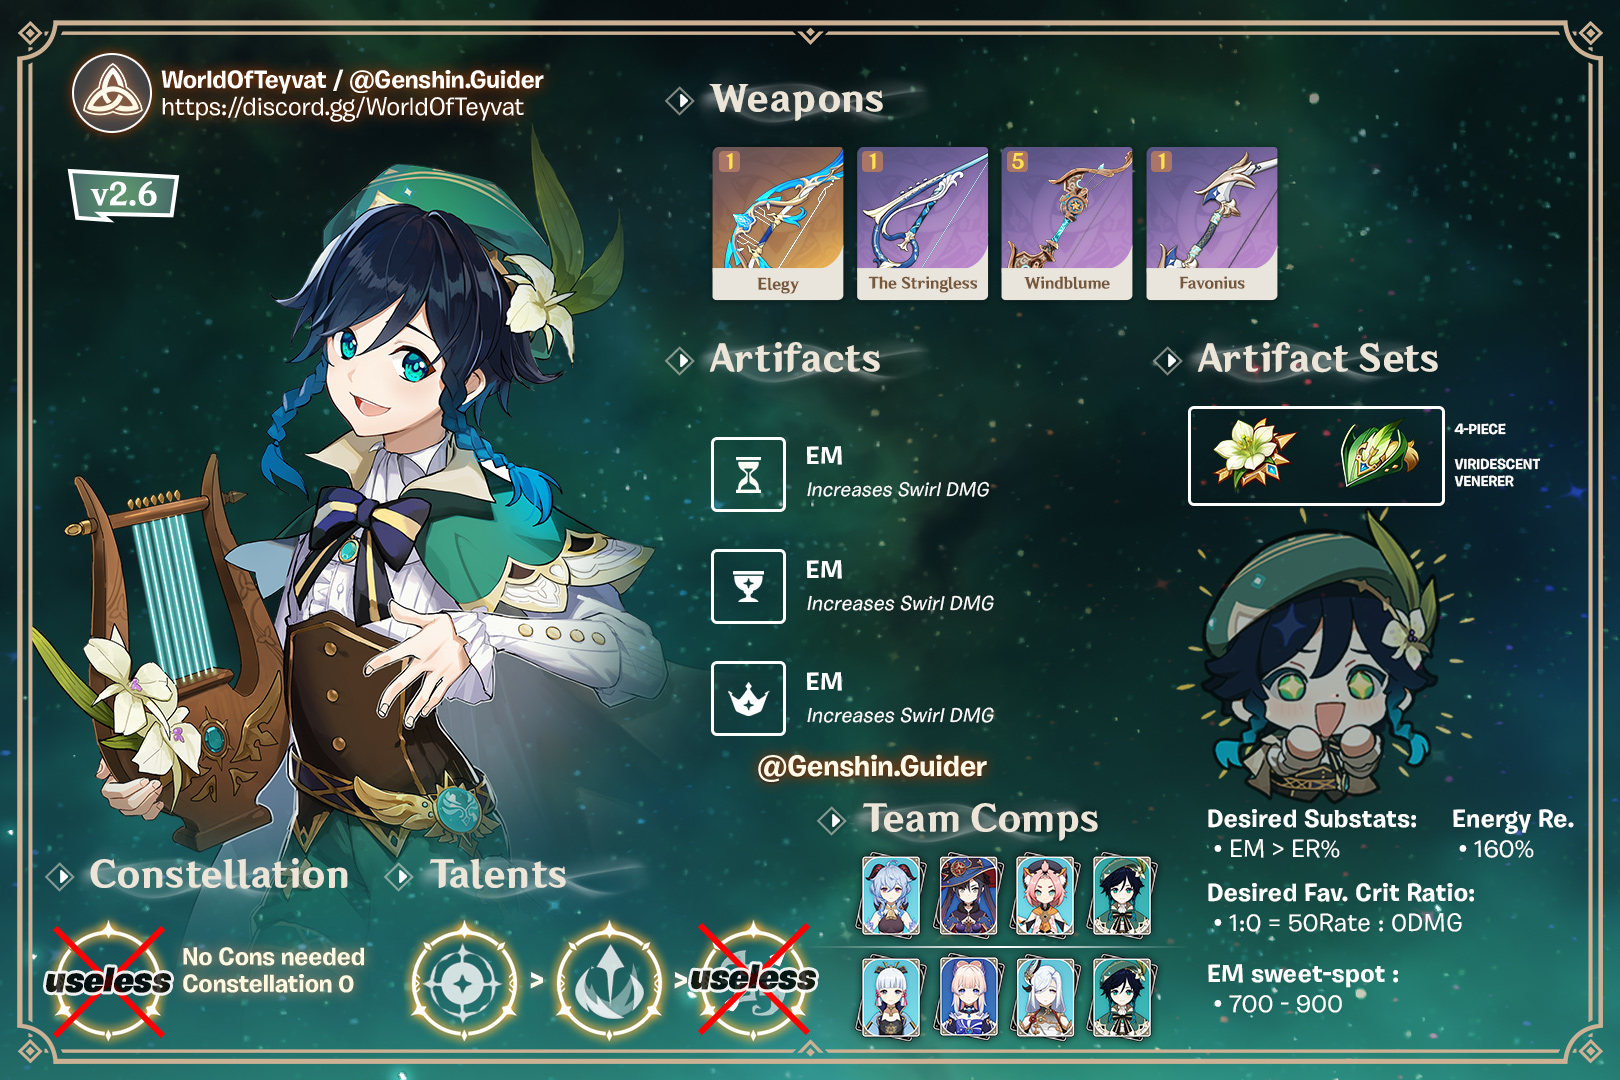 WorldOfTeyvat / @Genshin.Guider
https://discord.gg/WorldOfTeyvat
v2.6
Weapons
1
1
5
1
Elegy
The Stringless
Windblume
Favonius
Artifacts
EM
Increases Swirl DMG
EM
Increases Swirl DMG
EM
Increases Swirl DMG
@Genshin.Guider
Artifact Sets
4-PIECE
VIRIDESCENT
VENERER
Constellation
useless
No Cons needed
Constellation 0
Talents
> > useless
Team Comps
Desired Substats:
• EM > ER%
Energy Re.
• 160%
Desired Fav. Crit Ratio:
• 1:0 = 50Rate : 0DMG
EM sweet-spot :
• 700 - 900